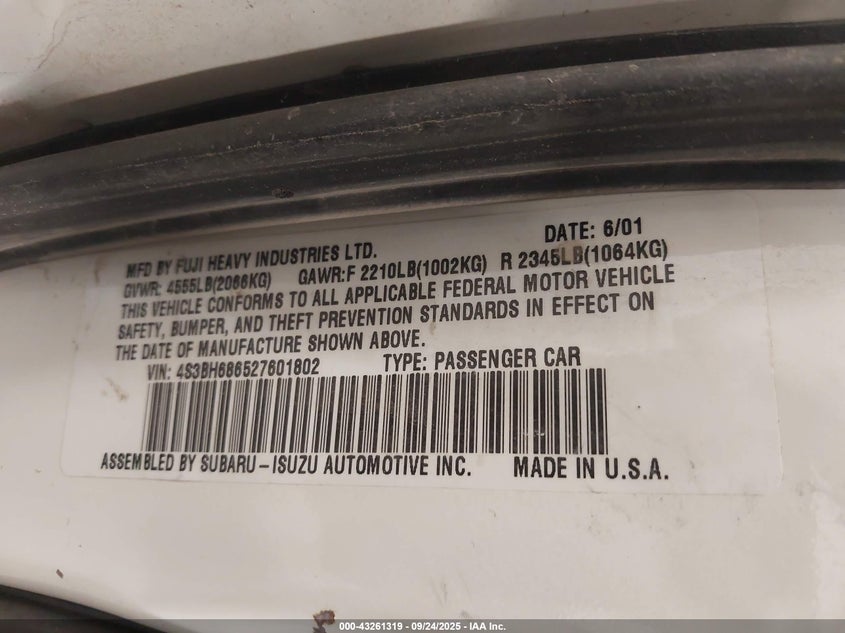 DATE: 6/01
MFD BY FUJI HEAVY INDUSTRIES LTD.
GVWR: 4555LB(2066KG) GAWR:F 2210LB(1002KG) R 2345LB(1064KG)
THIS VEHICLE CONFORMS TO ALL APPLICABLE FEDERAL MOTOR VEHICLE
SAFETY, BUMPER, AND THEFT PREVENTION STANDARDS IN EFFECT ON
THE DATE OF MANUFACTURE SHOWN ABOVE.
VIN: 4S3BH686527601802 TYPE: PASSENGER CAR
ASSEMBLED BY SUBARU-ISUZU AUTOMOTIVE INC. MADE IN U.S.A.
000-43261319 - 09/24/2025 - IAA Inc.